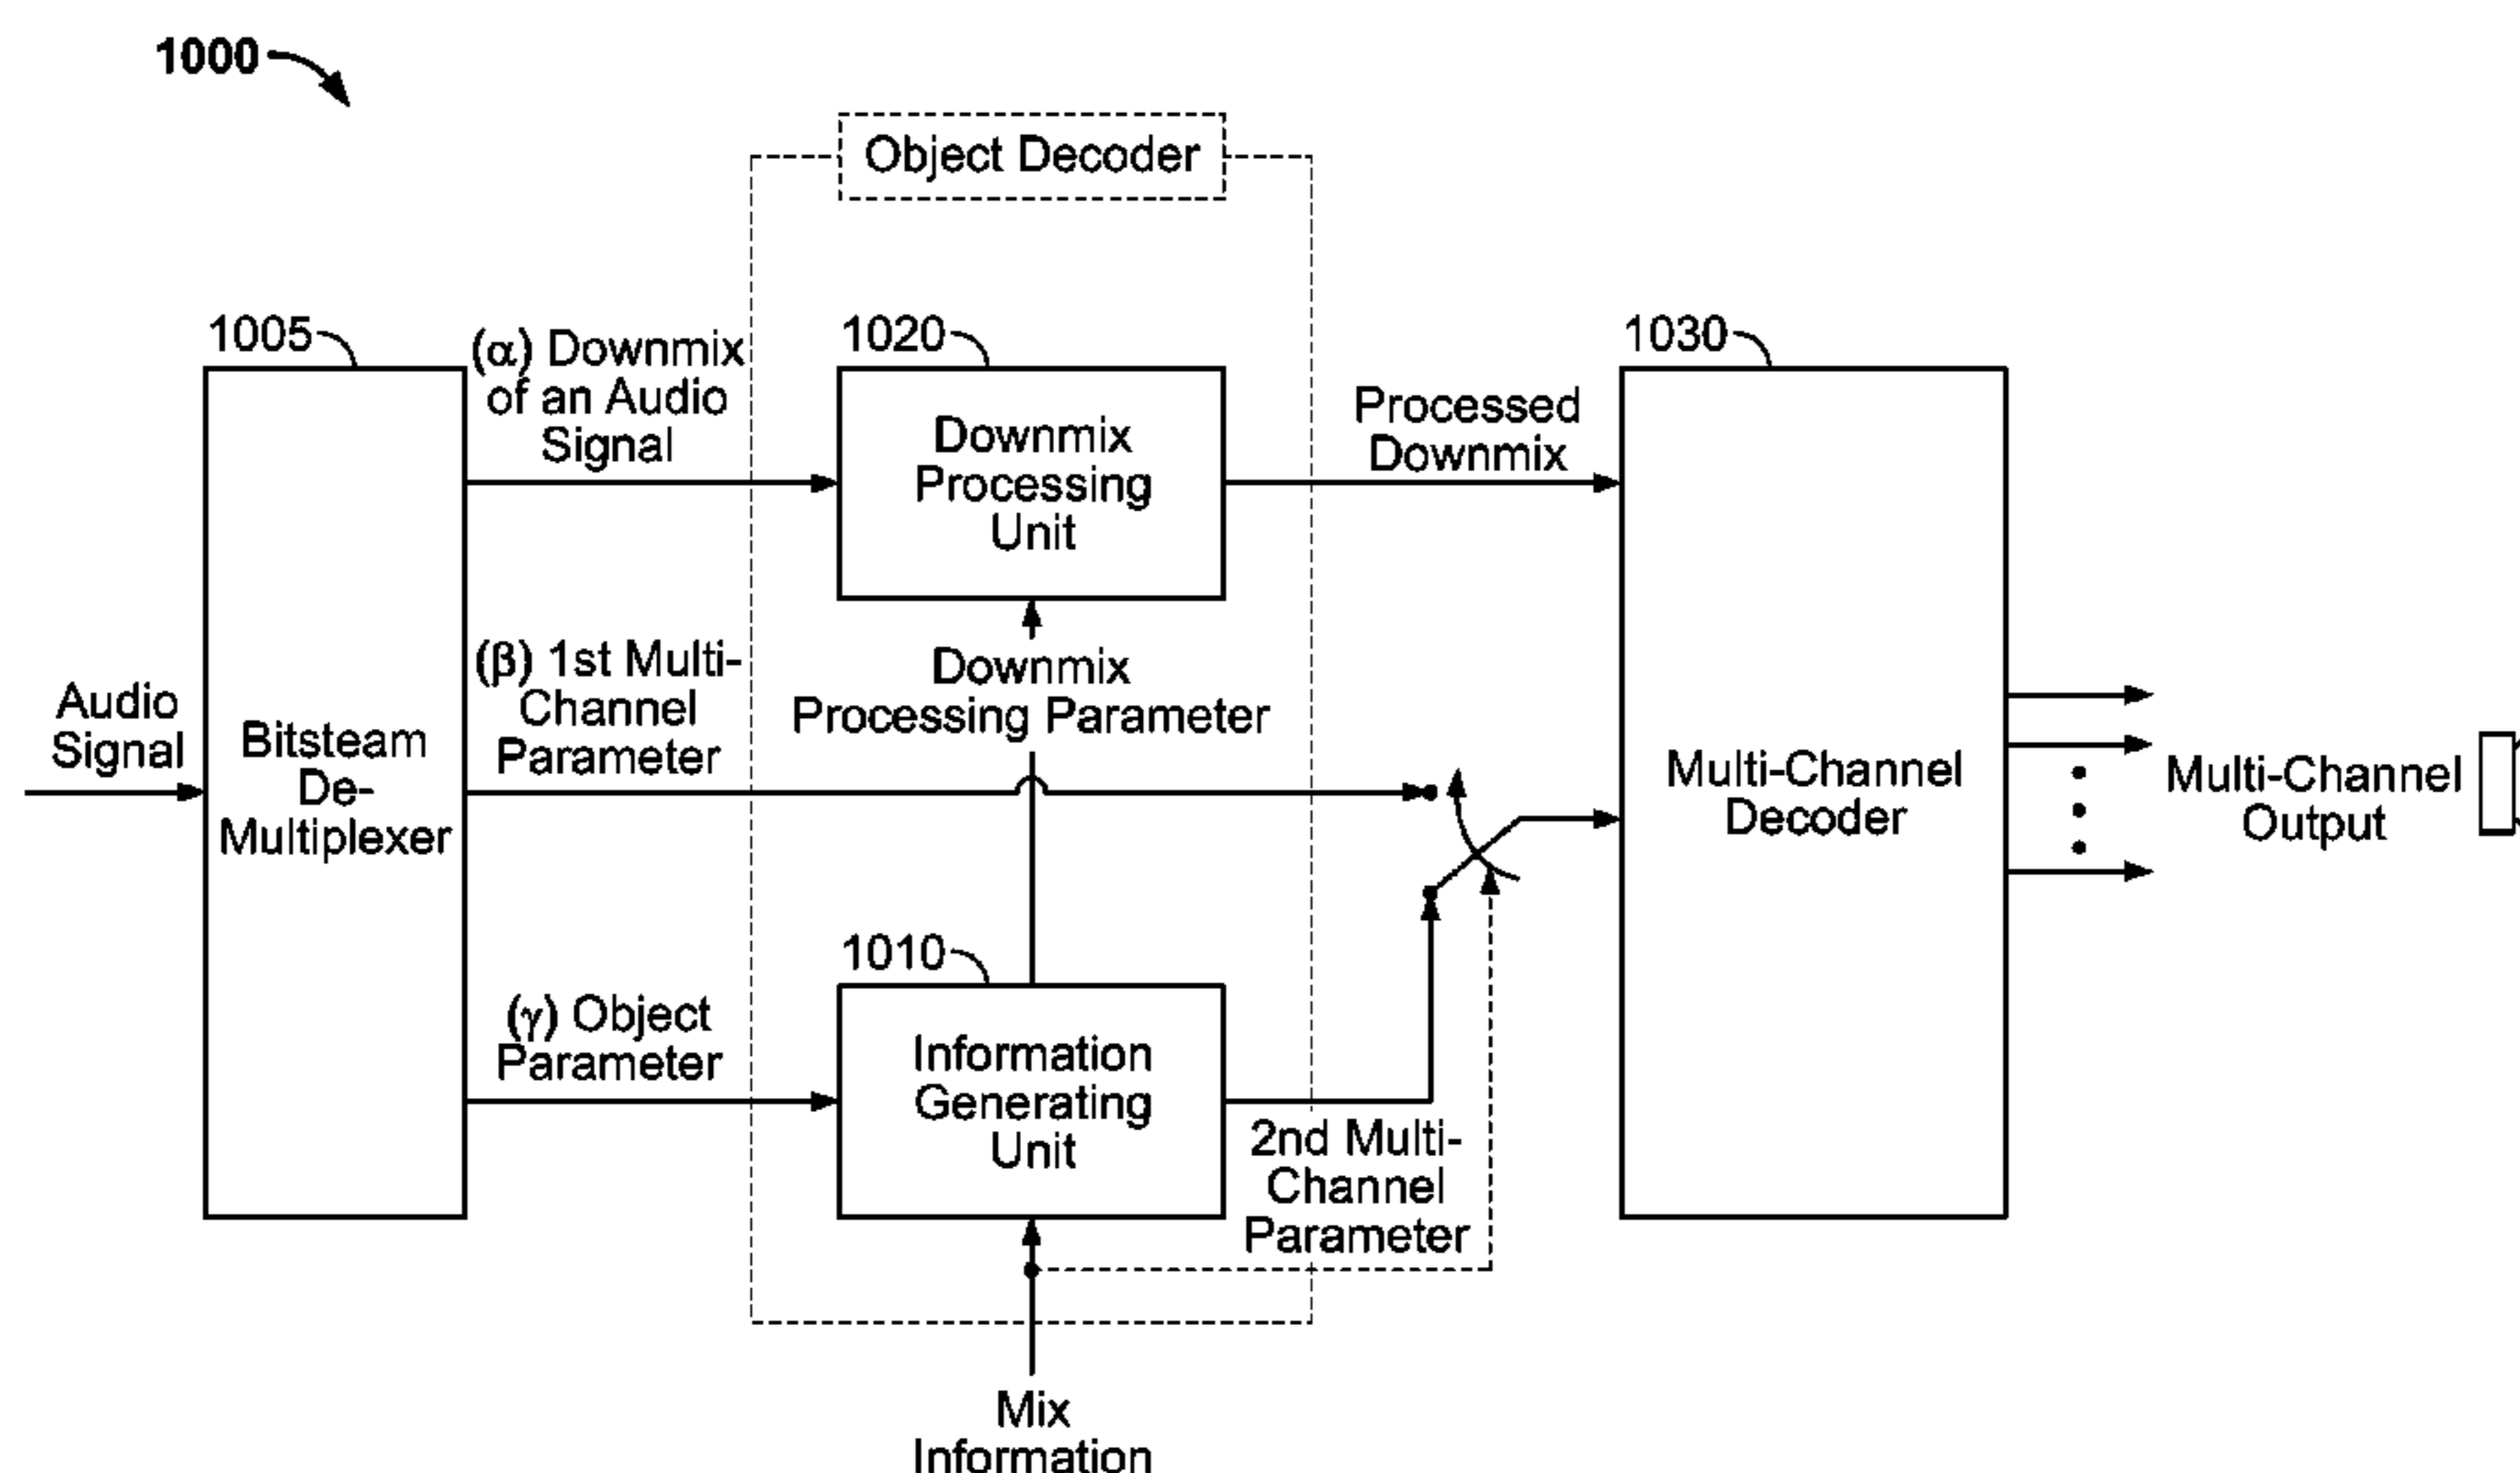 1000
Object Decoder
1005
(α) Downmix
of an Audio
Signal
1020
Downmix
Processing
Unit
Processed
Downmix
1030
Audio
Signal
Bitsteam
De-
Multiplexer
(β) 1st Multi-
Channel
Parameter
Downmix
Processing Parameter
Multi-Channel
Decoder
Multi-Channel
Output
(γ) Object
Parameter
1010
Information
Generating
Unit
2nd Multi-
Channel
Parameter
Mix
Information